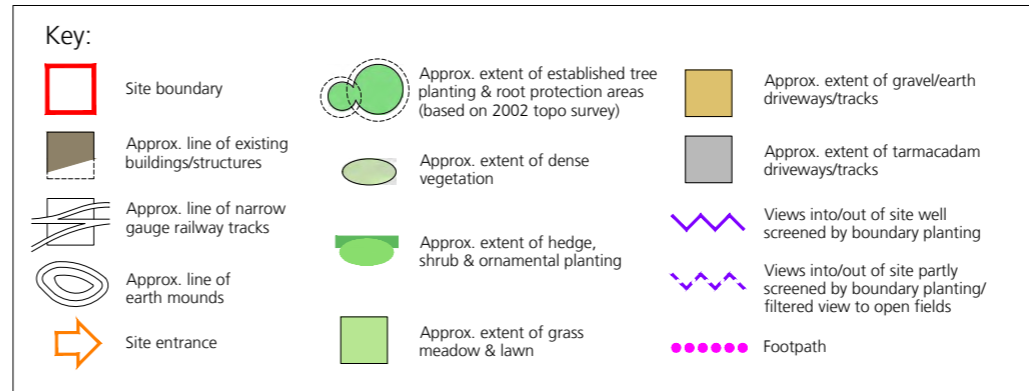 Key:
Site boundary
Approx. line of existing
buildings/structures
Approx. line of narrow
gauge railway tracks
Approx. line of
earth mounds
Site entrance
Approx. extent of established tree
planting & root protection areas
(based on 2002 topo survey)
Approx. extent of dense
vegetation
Approx. extent of hedge,
shrub & ornamental planting
Approx. extent of grass
meadow & lawn
Approx. extent of gravel/earth
driveways/tracks
Approx. extent of tarmacadam
driveways/tracks
Views into/out of site well
screened by boundary planting
Views into/out of site partly
screened by boundary planting/
filtered view to open fields
Footpath